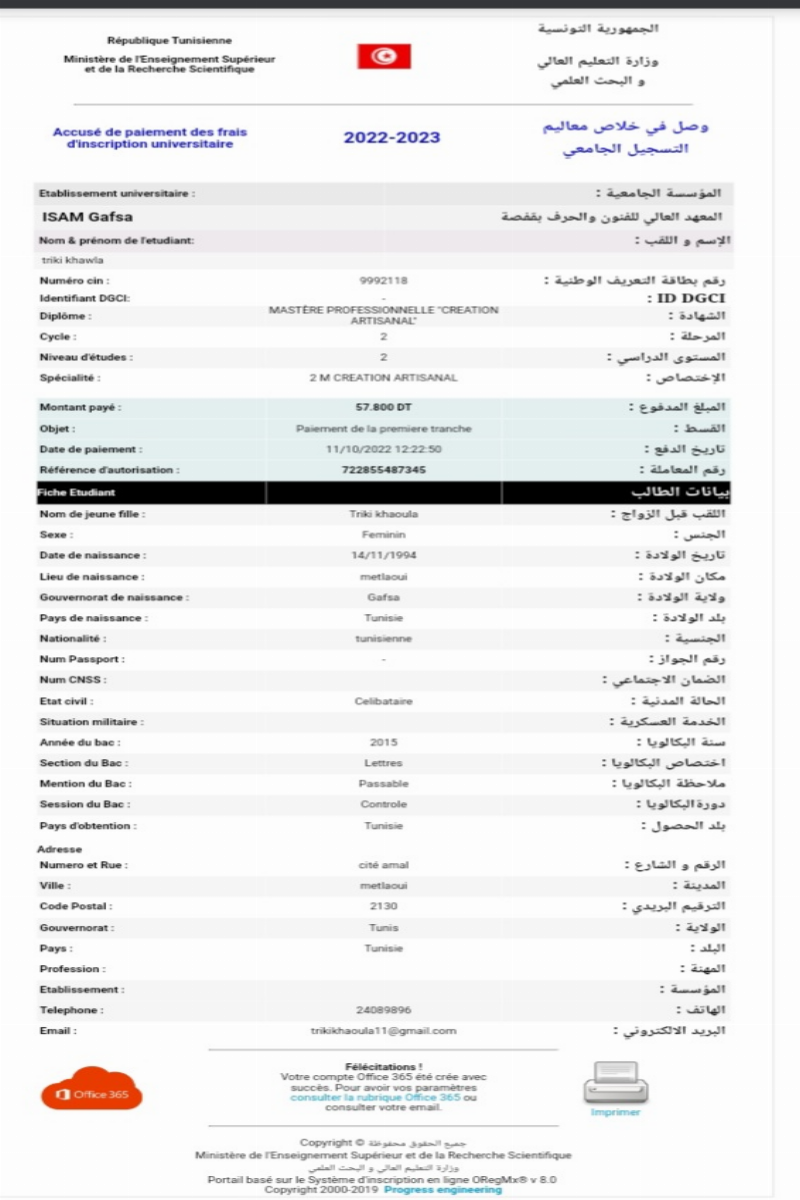 République Tunisienne
Ministère de l'Enseignement Supérieur
et de la Recherche Scientifique
الجمهورية التونسية
وزارة التعليم العالي
و البحث العلمي
Accusé de paiement des frais
d'inscription universitaire
2022-2023
وصل في خلاص معاليم
التسجيل الجامعي
Etablissement universitaire : المؤسسة الجامعية :
ISAM Gafsa المعهد العالي للفنون والحرف بقفصة
Nom & prénom de l'etudiant: الإسم و اللقب :
triki khawla
Numéro cin : 9992118 رقم بطاقة التعريف الوطنية :
Identifiant DGCI: - ID DGCI :
Diplôme : MASTÈRE PROFESSIONNELLE "CREATION ARTISANAL" الشهادة :
Cycle : 2 المرحلة :
Niveau d'études : 2 المستوى الدراسي :
Spécialité : 2 M CREATION ARTISANAL الإختصاص :
Montant payé : 57.800 DT المبلغ المدفوع :
Objet : Paiement de la premiere tranche القسط :
Date de paiement : 11/10/2022 12:22:50 تاريخ الدفع :
Référence d'autorisation : 722855487345 رقم المعاملة :
Fiche Etudiant بيانات الطالب
Nom de jeune fille : Triki khaoula اللقب قبل الزواج :
Sexe : Feminin الجنس :
Date de naissance : 14/11/1994 تاريخ الولادة :
Lieu de naissance : metlaoui مكان الولادة :
Gouvernorat de naissance : Gafsa ولاية الولادة :
Pays de naissance : Tunisie بلد الولادة :
Nationalité : tunisienne الجنسية :
Num Passport : - رقم الجواز :
Num CNSS : الضمان الاجتماعي :
Etat civil : Celibataire الحالة المدنية :
Situation militaire : الخدمة العسكرية :
Année du bac : 2015 سنة البكالوريا :
Section du Bac : Lettres اختصاص البكالوريا :
Mention du Bac : Passable ملاحظة البكالوريا :
Session du Bac : Controle دورة البكالوريا :
Pays d'obtention : Tunisie بلد الحصول :
Adresse
Numero et Rue : cité amal الرقم و الشارع :
Ville : metlaoui المدينة :
Code Postal : 2130 الترقيم البريدي :
Gouvernorat : Tunis الولاية :
Pays : Tunisie البلد :
Profession : المهنة :
Etablissement : المؤسسة :
Telephone : 24089896 الهاتف :
Email : trikikhaoula11@gmail.com البريد الالكتروني :
Office 365
Félécitations !
Votre compte Office 365 été crée avec
succès. Pour avoir vos paramètres
consulter la rubrique Office 365 ou
consulter votre email.
Imprimer
Copyright © جميع الحقوق محفوظة
Ministère de l'Enseignement Supérieur et de la Recherche Scientifique
وزارة التعليم العالي و البحث العلمي
Portail basé sur le Système d'inscription en ligne ORegMx® v 8.0
Copyright 2000-2019 Progress engineering